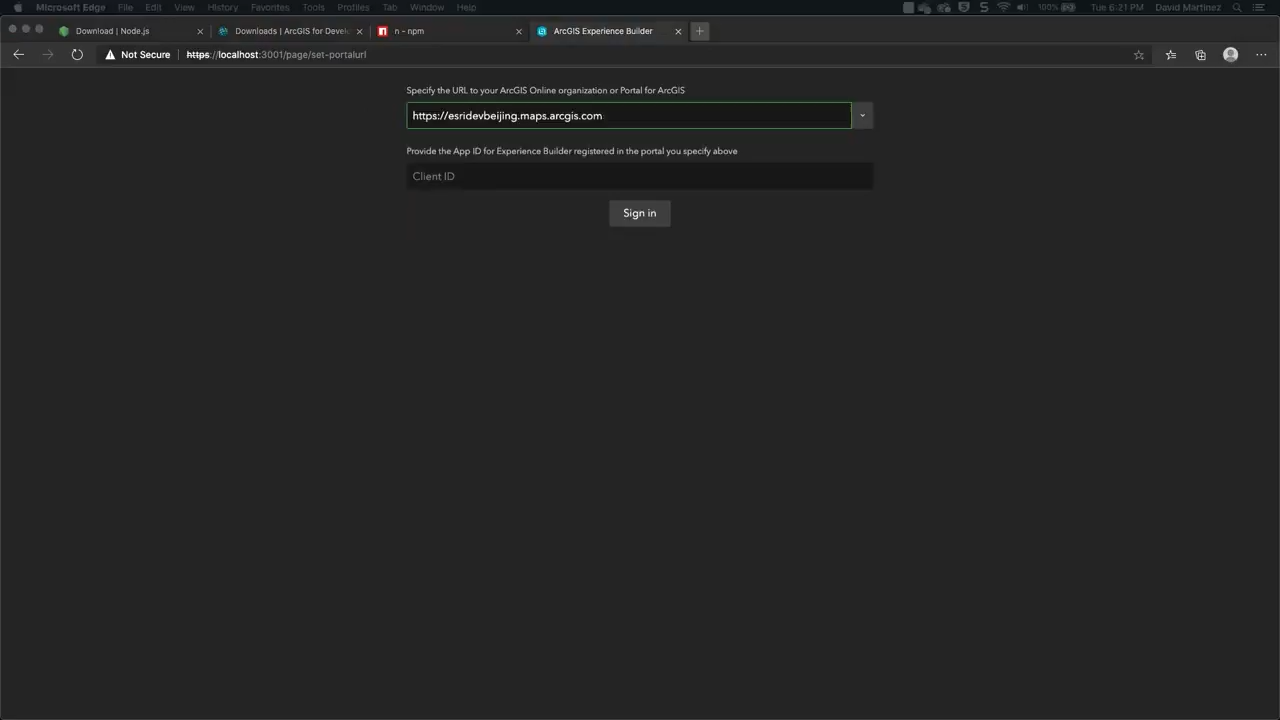 Microsoft Edge File Edit View History Favorites Tools Profiles Tab Window Help 100% Tue 6:21 PM David Martinez
Download | Node.js
Downloads | ArcGIS for Devel
n - npm
ArcGIS Experience Builder
Not Secure https://localhost:3001/page/set-portalurl
Specify the URL to your ArcGIS Online organization or Portal for ArcGIS
https://esridevbeijing.maps.arcgis.com
Provide the App ID for Experience Builder registered in the portal you specify above
Client ID
Sign in